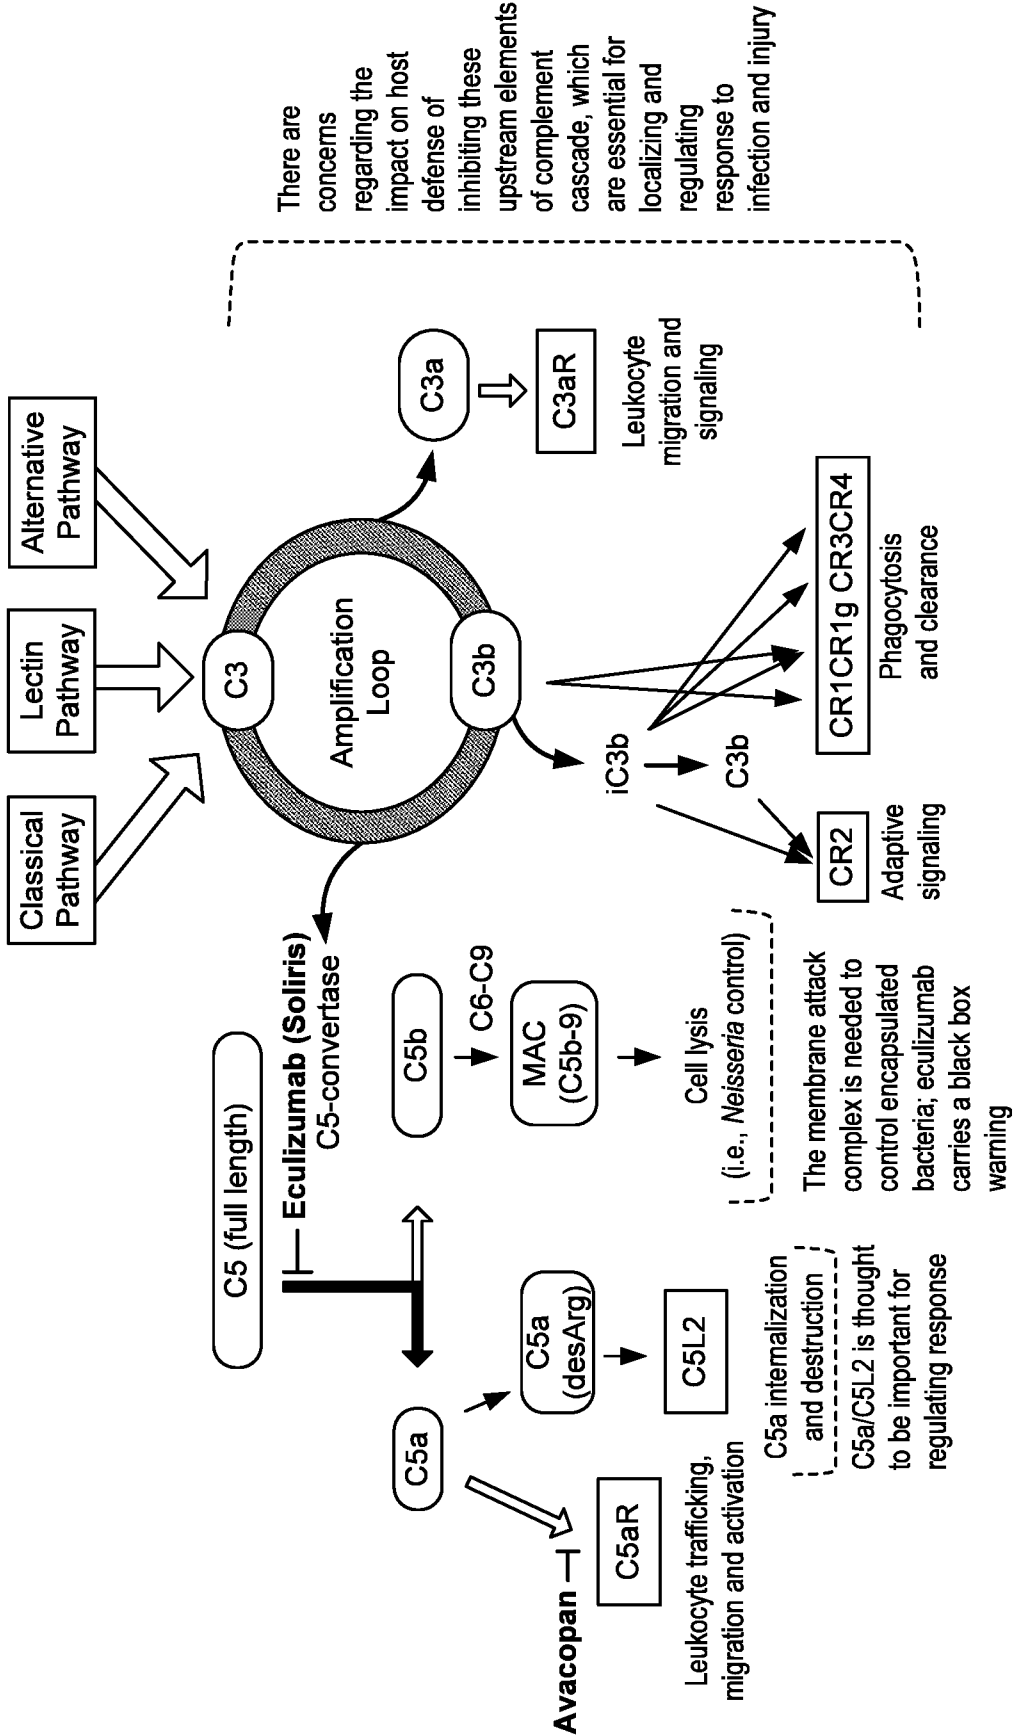 Classical
Pathway
Lectin
Pathway
Alternative
Pathway
C3
Amplification
Loop
C3b
C3a
C3aR
Leukocyte
migration and
signaling
There are
concerns
regarding the
impact on host
defense of
inhibiting these
upstream elements
of complement
cascade, which
are essential for
localizing and
regulating
response to
infection and injury
C5 (full length)
Eculizumab (Soliris)
C5-convertase
C5a
C5b
C6-C9
MAC
(C5b-9)
Cell lysis
(i.e., Neisseria control)
The membrane attack
complex is needed to
control encapsulated
bacteria; eculizumab
carries a black box
warning
C5a
(desArg)
C5L2
C5a internalization
and destruction
C5a/C5L2 is thought
to be important for
regulating response
Avacopan
C5aR
Leukocyte trafficking,
migration and activation
iC3b
C3b
CR2
Adaptive
signaling
CR1CR1g CR3CR4
Phagocytosis
and clearance